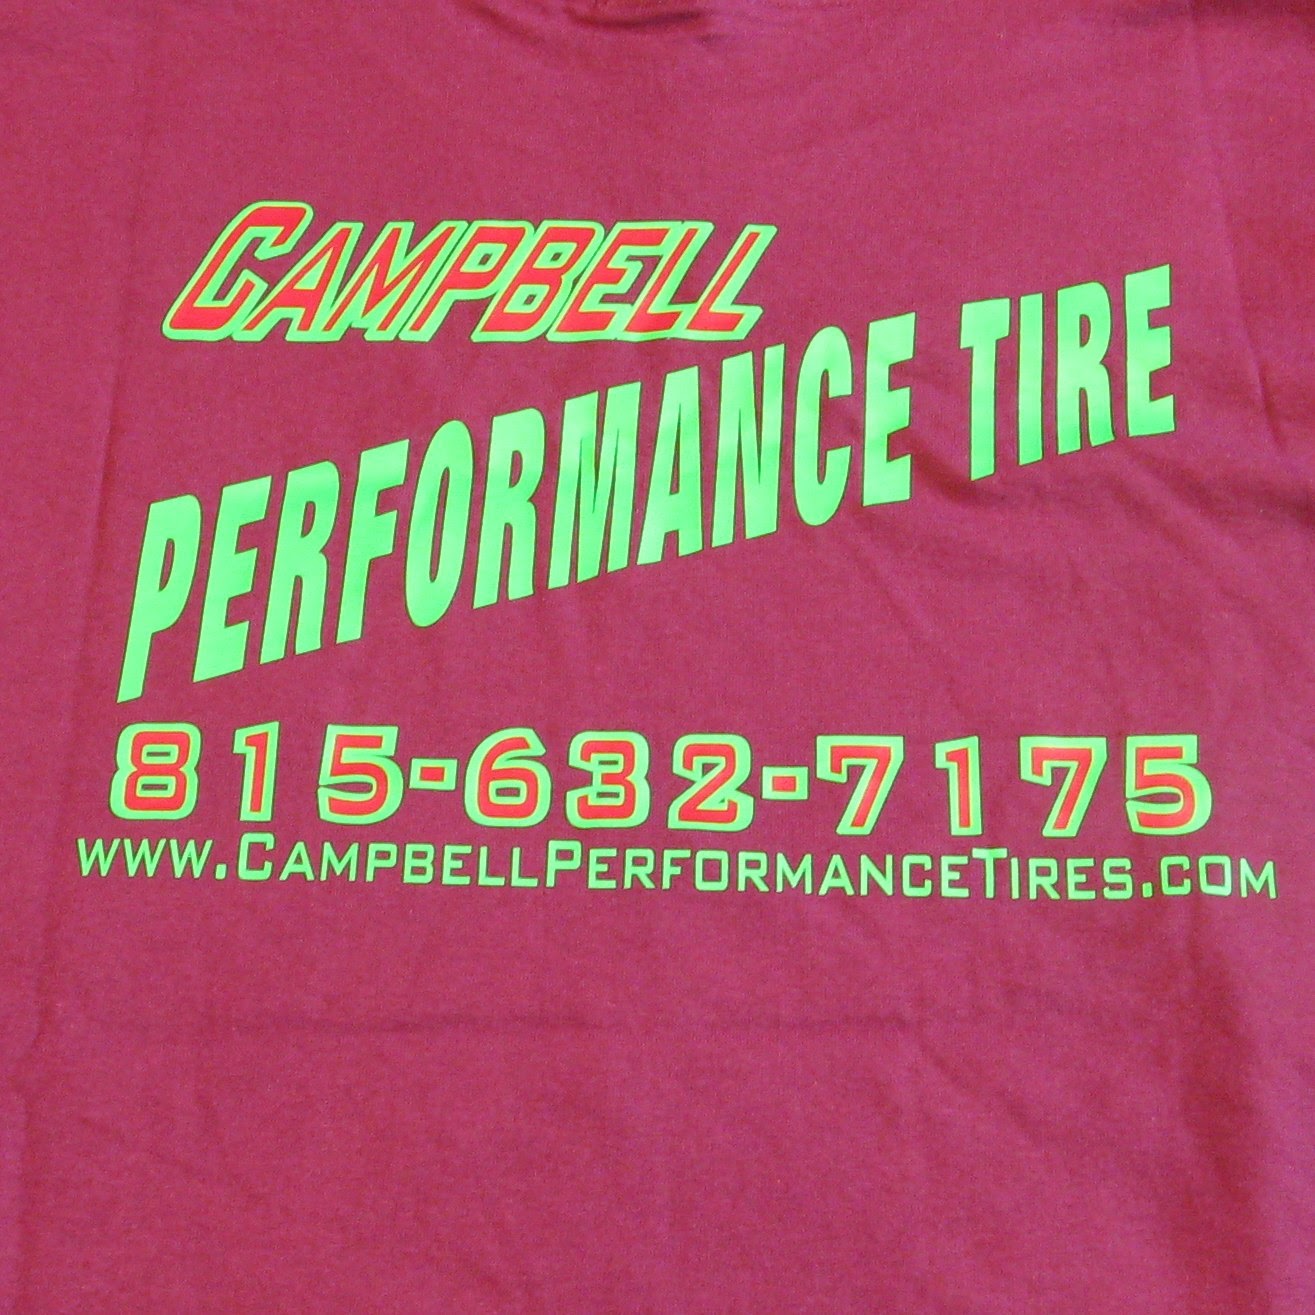 CAMPBELL
PERFORMANCE TIRE
815-632-7175
www.CAMPBELLPERFORMANCETIRES.COM